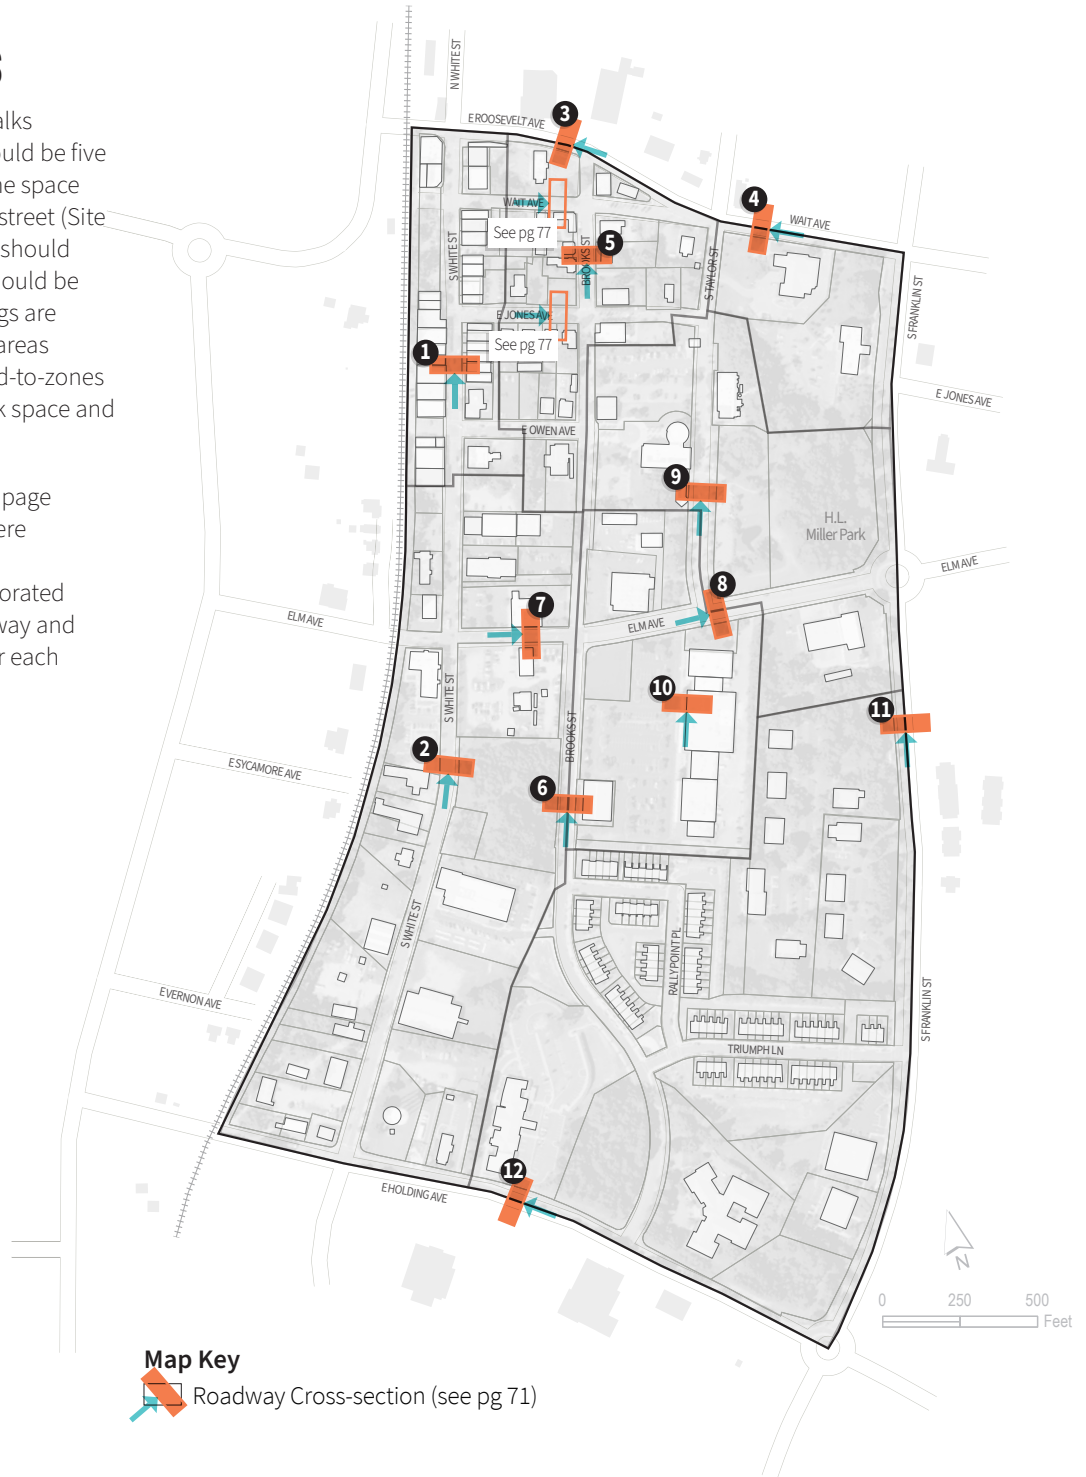 S
alks
ould be five
he space
street (Site
should
ould be
gs are
areas
d-to-zones
k space and
page
ere
orated
way and
r each
N WHITE ST
E ROOSEVELT AVE
3
4
WAIT AVE
WAIT AVE
See pg 77
5
BROOKS ST
S WHITE ST
S TAYLOR ST
S FRANKLIN ST
E JONES AVE
See pg 77
1
E JONES AVE
E OWEN AVE
9
H.L.
Miller Park
ELM AVE
8
7
ELM AVE
ELM AVE
S WHITE ST
10
11
BROOKS ST
2
E SYCAMORE AVE
6
S WHITE ST
RALLYPOINT PL
E VERNON AVE
S FRANKLIN ST
TRIUMPH LN
12
E HOLDING AVE
N
0 250 500
Feet
Map Key
Roadway Cross-section (see pg 71)